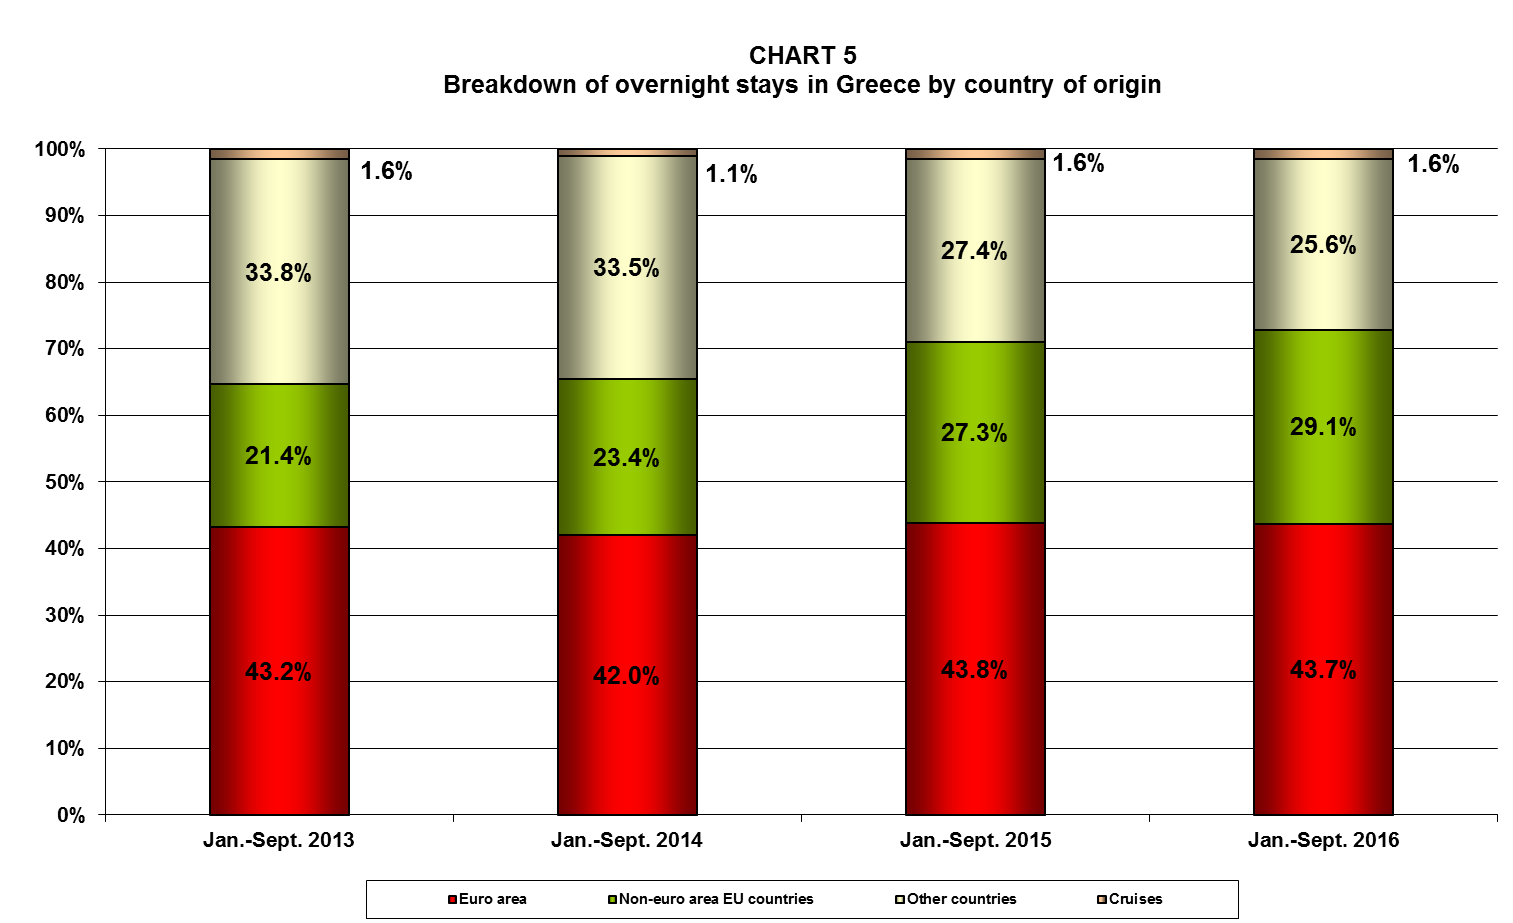 CHART 5
Breakdown of overnight stays in Greece by country of origin
100%
90%
80%
70%
60%
50%
40%
30%
20%
10%
0%
1.6%
33.8%
21.4%
43.2%
1.1%
33.5%
23.4%
42.0%
1.6%
27.4%
27.3%
43.8%
1.6%
25.6%
29.1%
43.7%
Jan.-Sept. 2013
Jan.-Sept. 2014
Jan.-Sept. 2015
Jan.-Sept. 2016
Euro area
Non-euro area EU countries
Other countries
Cruises